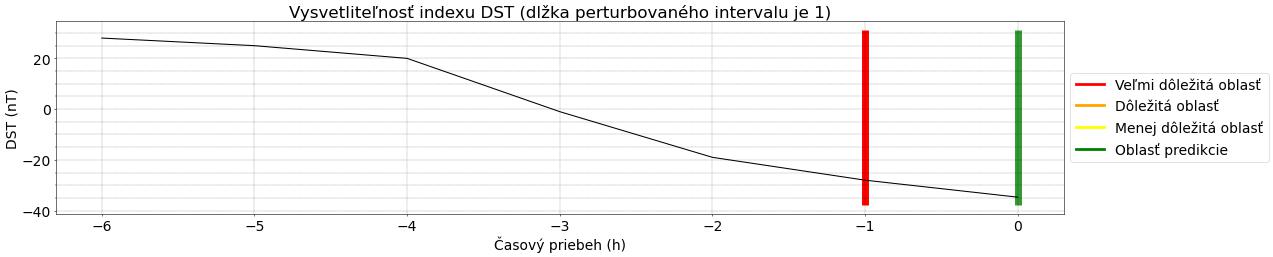 Vysvetliteľnosť indexu DST (dĺžka perturbovaného intervalu je 1)
DST (nT)
20
0
−20
−40
−6 −5 −4 −3 −2 −1 0
Časový priebeh (h)
Veľmi dôležitá oblasť
Dôležitá oblasť
Menej dôležitá oblasť
Oblasť predikcie